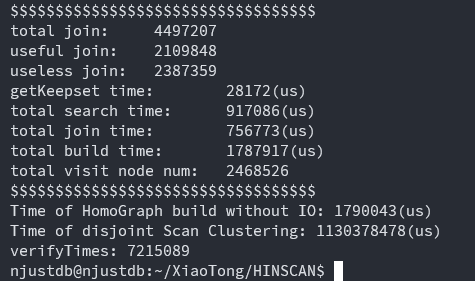 $$$$$$$$$$$$$$$$$$$$$$$$$$$$$$$$$$
total join:     4497207
useful join:    2109848
useless join:   2387359
getKeepset time:        28172(us)
total search time:      917086(us)
total join time:        756773(us)
total build time:       1787917(us)
total visit node num:   2468526
$$$$$$$$$$$$$$$$$$$$$$$$$$$$$$$$$$
Time of HomoGraph build without IO: 1790043(us)
Time of disjoint Scan Clustering: 1130378478(us)
verifyTimes: 7215089
njustdb@njustdb:~/XiaoTong/HINSCAN$